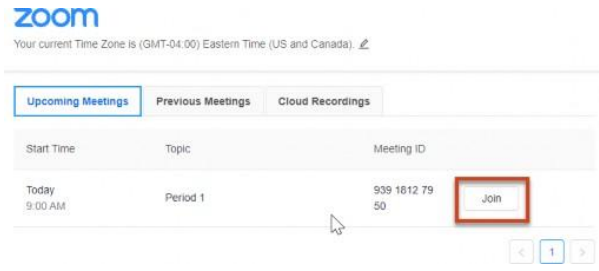 zoom
Your current Time Zone is (GMT-04:00) Eastern Time (US and Canada).
Upcoming Meetings Previous Meetings Cloud Recordings
Start Time Topic Meeting ID
Today
9:00 AM
Period 1
939 1812 79
50
Join
< 1 >